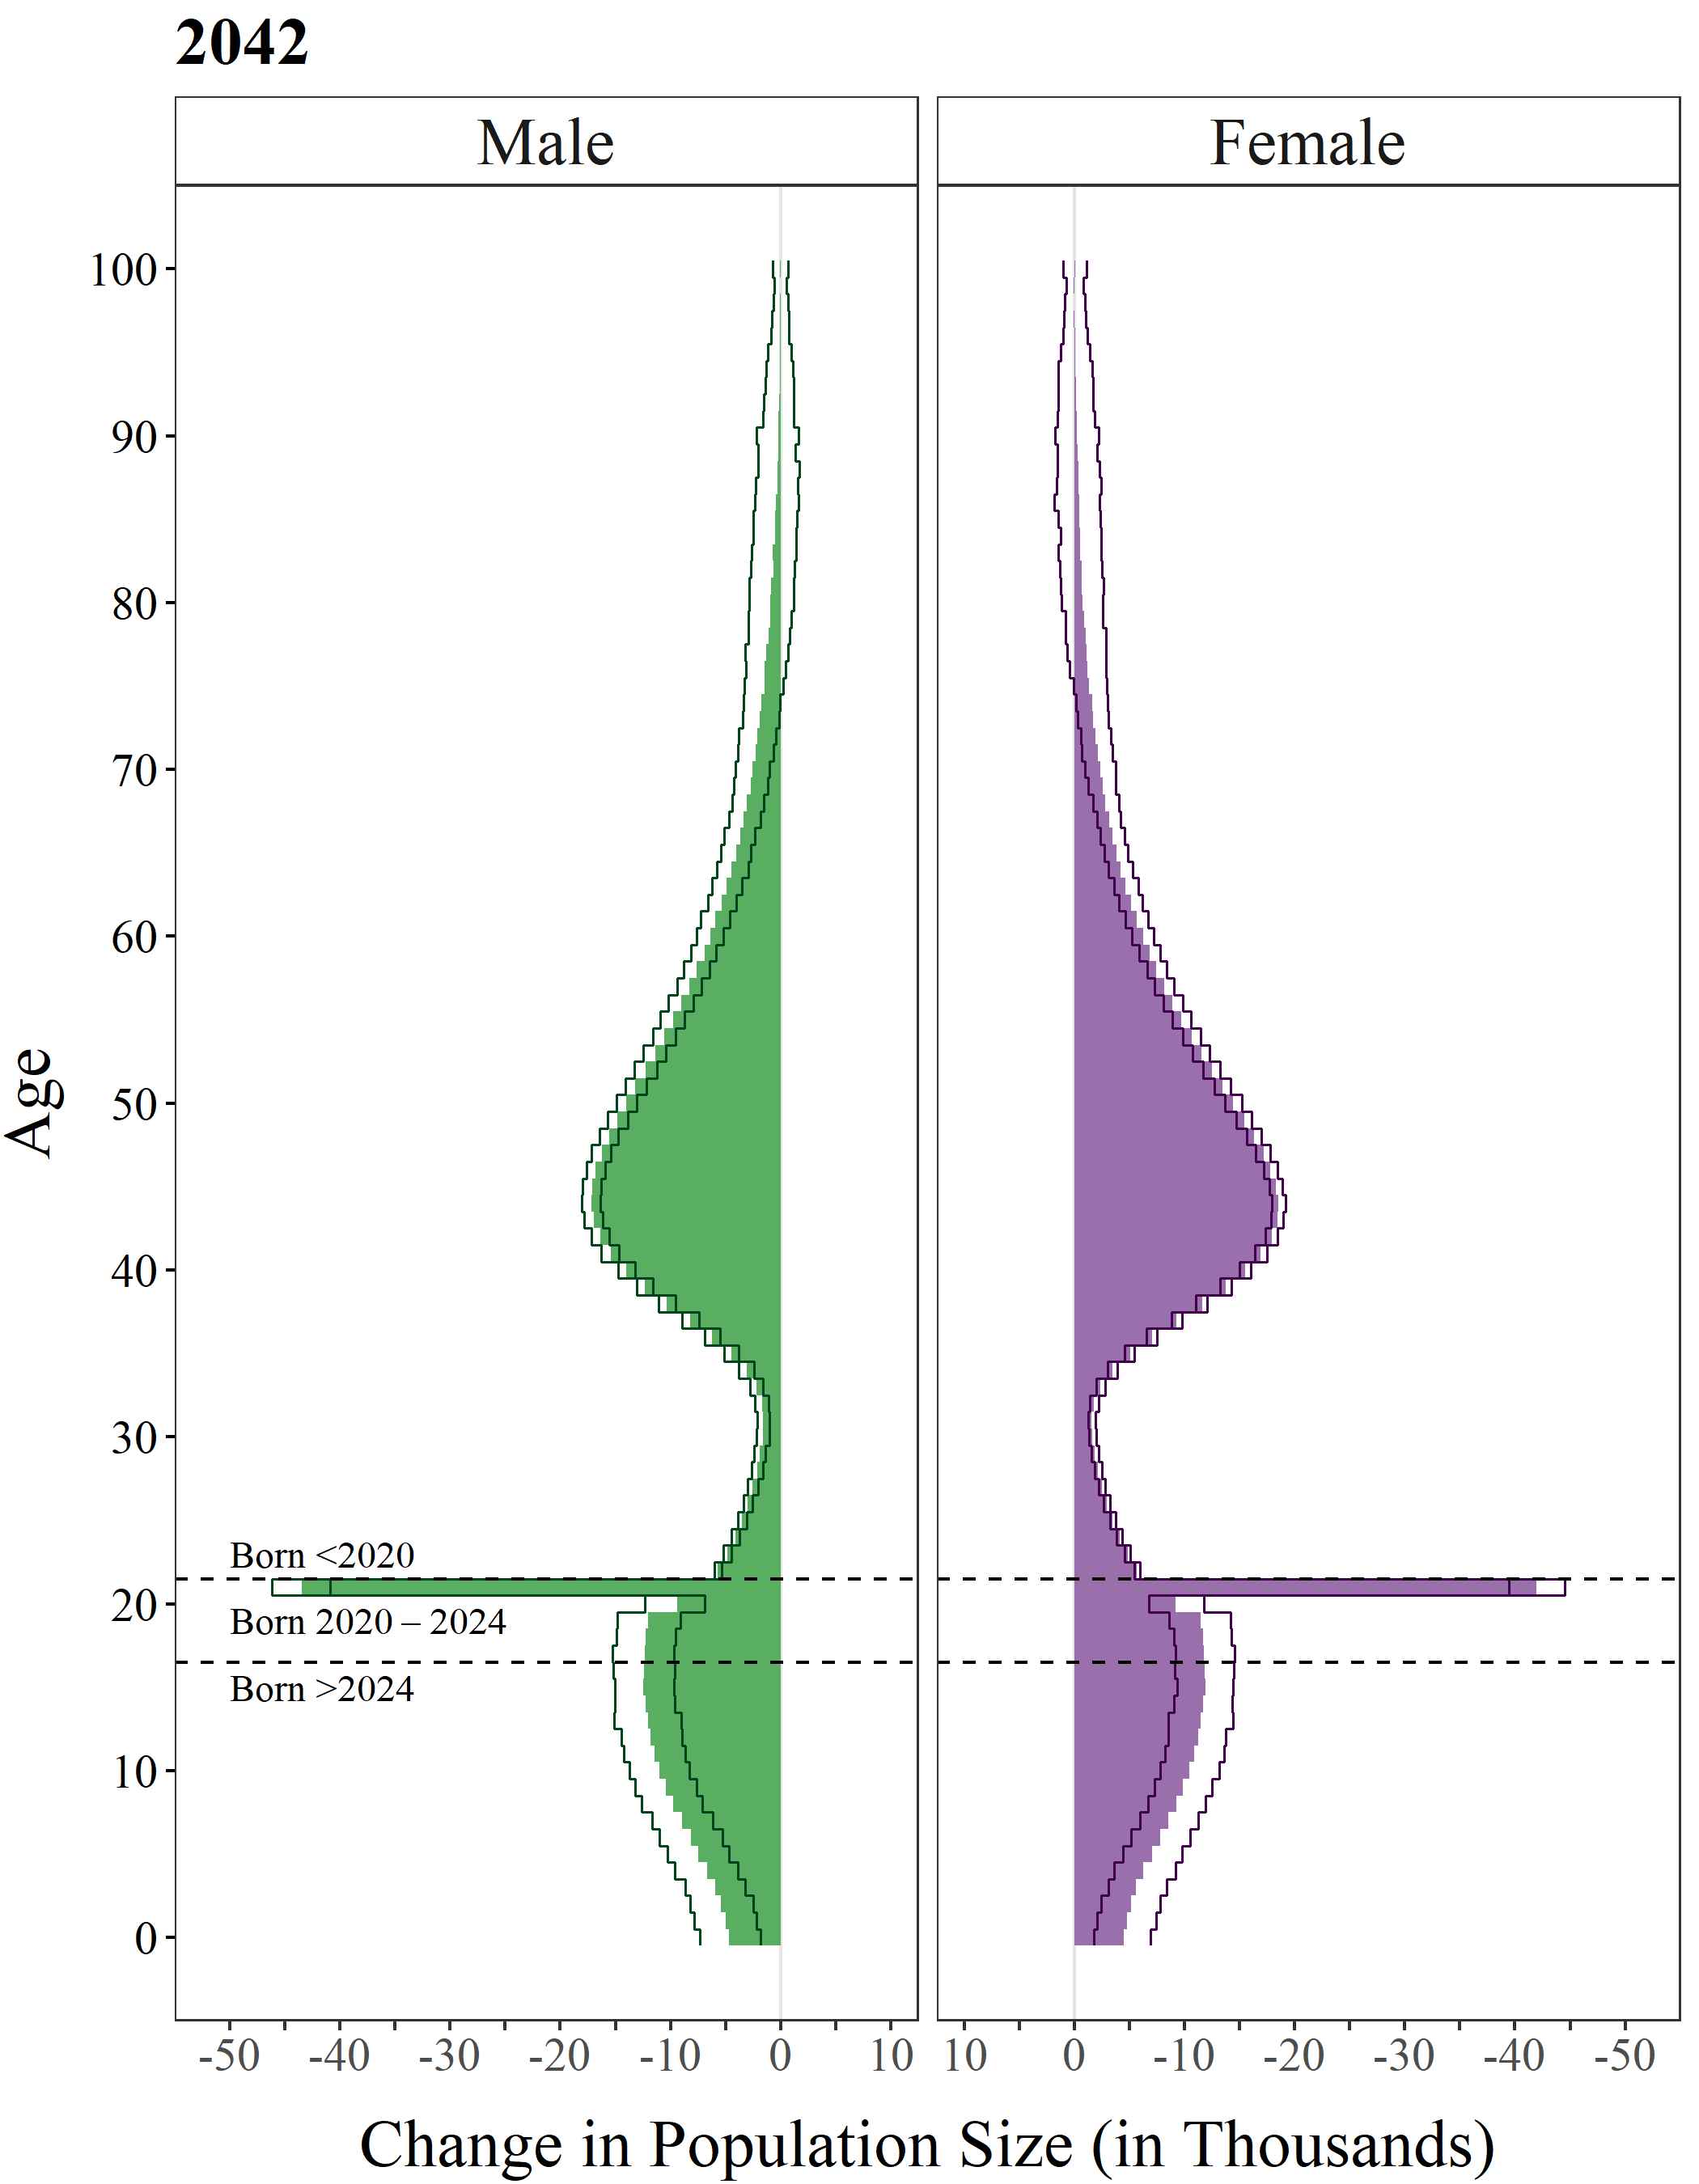 2042
Male Female
100
90
80
70
60
50
40
30
20
10
0
Age
Born <2020
Born 2020 – 2024
Born >2024
-50 -40 -30 -20 -10 0 10 10 0 -10 -20 -30 -40 -50
Change in Population Size (in Thousands)